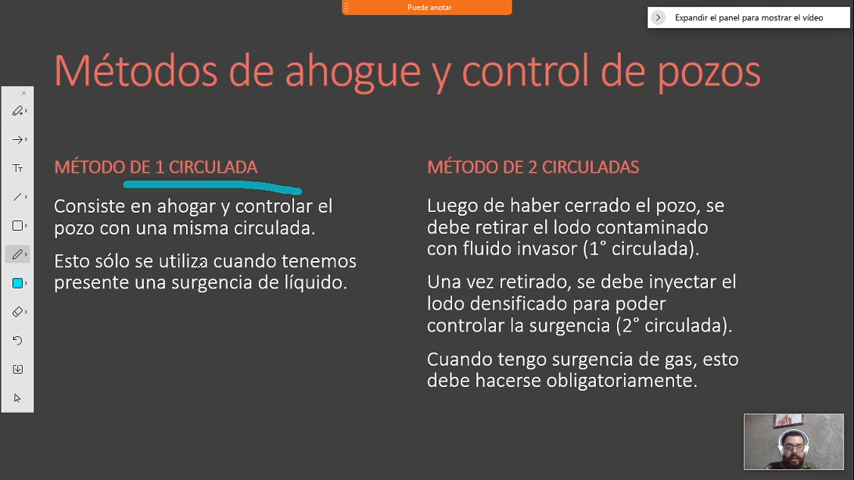 Puede anotar
Expandir el panel para mostrar el vídeo
Métodos de ahogue y control de pozos
MÉTODO DE 1 CIRCULADA
Consiste en ahogar y controlar el
pozo con una misma circulada.
Esto sólo se utiliza cuando tenemos
presente una surgencia de líquido.
MÉTODO DE 2 CIRCULADAS
Luego de haber cerrado el pozo, se
debe retirar el lodo contaminado
con fluido invasor (1° circulada).
Una vez retirado, se debe inyectar el
lodo densificado para poder
controlar la surgencia (2° circulada).
Cuando tengo surgencia de gas, esto
debe hacerse obligatoriamente.
Tт